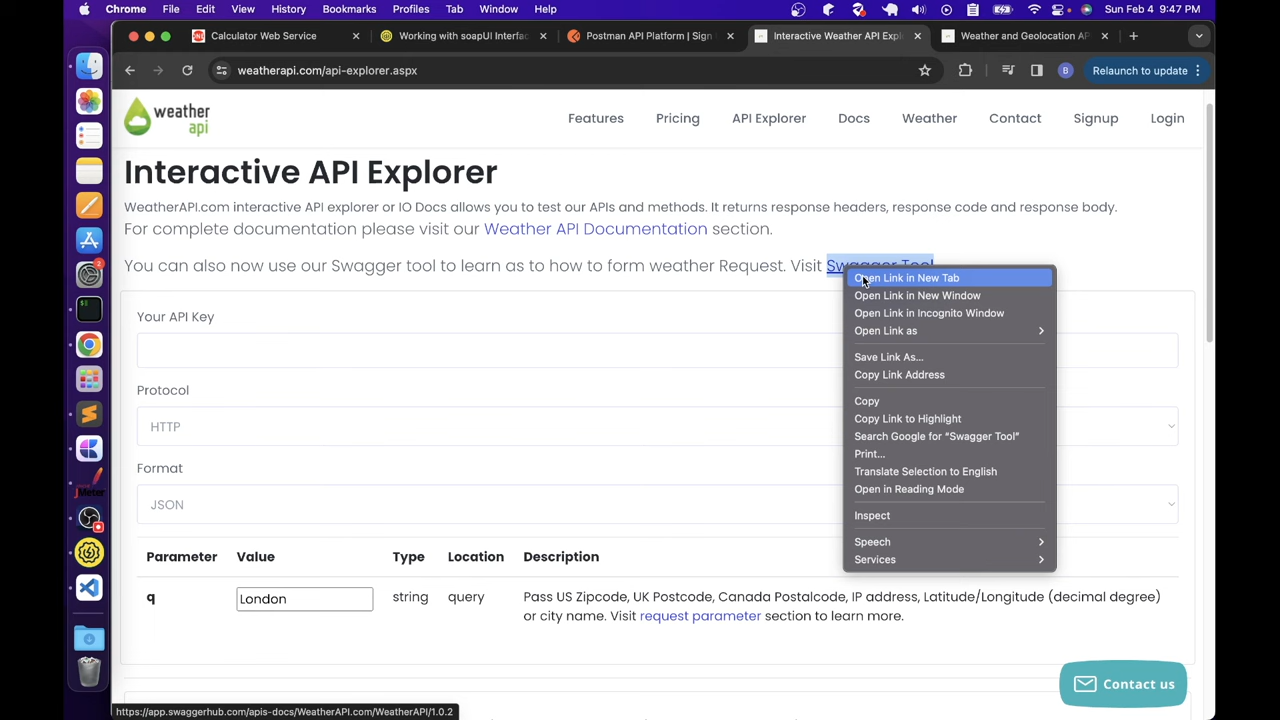 Chrome File Edit View History Bookmarks Profiles Tab Window Help Sun Feb 4 9:47 PM
Calculator Web Service Working with soapUI Interfac Postman API Platform | Sign Interactive Weather API Expl Weather and Geolocation AP
weatherapi.com/api-explorer.aspx B Relaunch to update
weather
api
Features Pricing API Explorer Docs Weather Contact Signup Login
Interactive API Explorer
WeatherAPI.com interactive API explorer or IO Docs allows you to test our APIs and methods. It returns response headers, response code and response body.
For complete documentation please visit our Weather API Documentation section.
You can also now use our Swagger tool to learn as to how to form weather Request. Visit Swagger Tool
Open Link in New Tab
Open Link in New Window
Open Link in Incognito Window
Open Link as
Save Link As...
Copy Link Address
Copy
Copy Link to Highlight
Search Google for “Swagger Tool”
Print...
Translate Selection to English
Open in Reading Mode
Inspect
Speech
Services
Your API Key
Protocol
HTTP
Format
JSON
Parameter Value Type Location Description
q London string query Pass US Zipcode, UK Postcode, Canada Postalcode, IP address, Latitude/Longitude (decimal degree)
or city name. Visit request parameter section to learn more.
Contact us
https://app.swaggerhub.com/apis-docs/WeatherAPI.com/WeatherAPI/1.0.2
2
JMeter